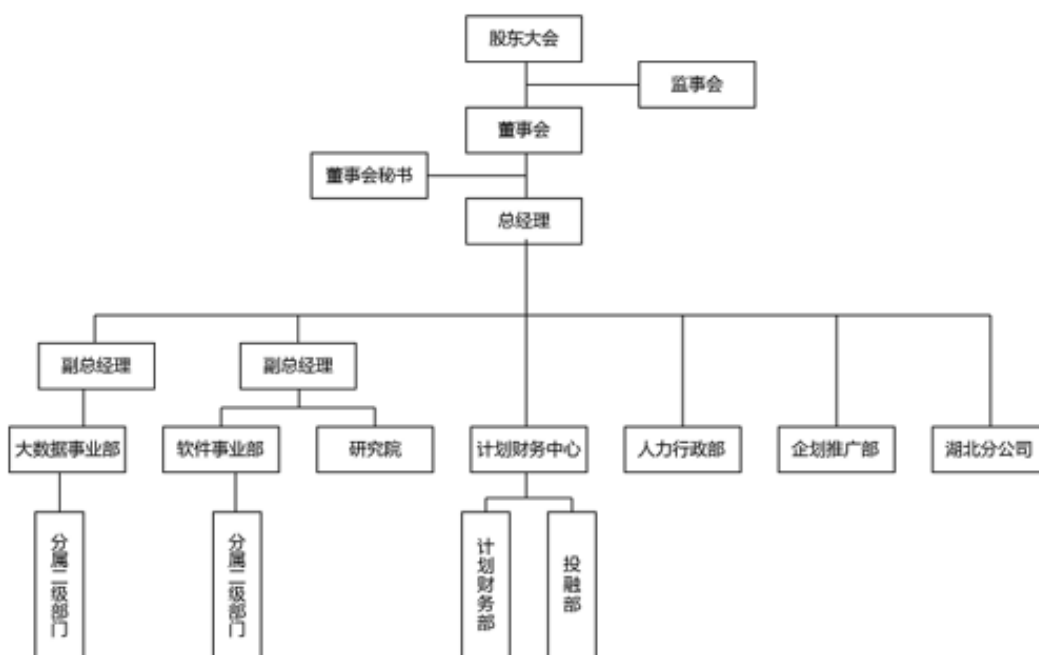 股东大会
监事会
董事会
董事会秘书
总经理
副总经理
副总经理
大数据事业部
软件事业部
研究院
计划财务中心
人力行政部
企划推广部
湖北分公司
分属二级部门
分属二级部门
计划财务部
投融部